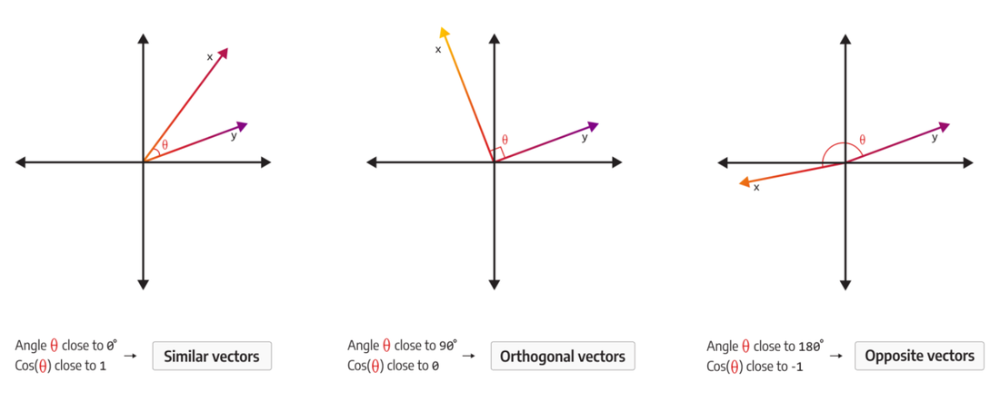 x
θ
y
Angle θ close to 0°
Cos(θ) close to 1
→
Similar vectors
x
θ
y
Angle θ close to 90°
Cos(θ) close to 0
→
Orthogonal vectors
θ
y
x
Angle θ close to 180°
Cos(θ) close to -1
→
Opposite vectors